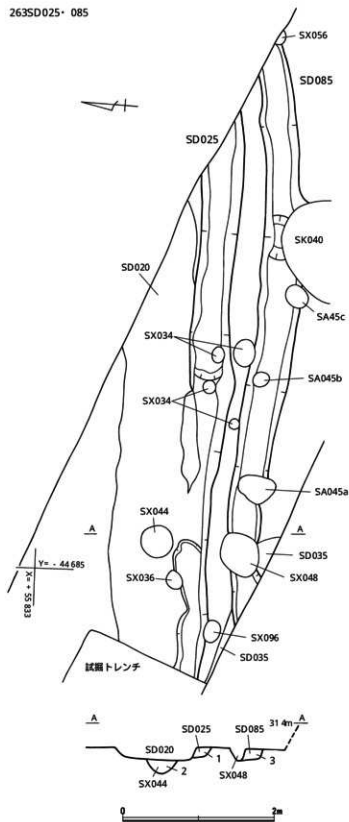 263SD025・085
SX056
SD085
SD025
SK040
SD020
SA45c
SX034
SA045b
SX034
SA045a
SX044
A
A
SD035
SX048
SX036
Y= - 44 685
X= + 55 833
SX096
SD035
試掘トレンチ
A
31 4m
A
SD025
SD085
SD020
1
3
2
SX048
SX044
0
2m